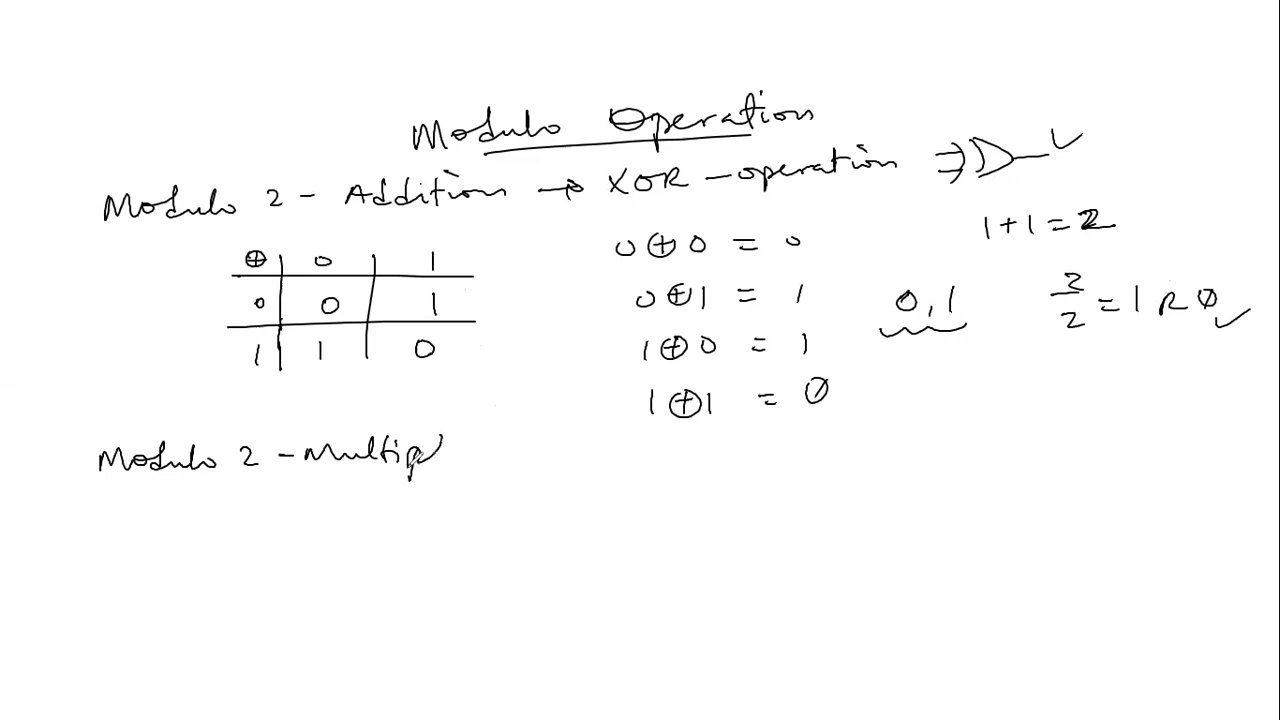 Modulo Operation
Modulo 2 - Addition → XOR - operation
1 + 1 = 2
⊕ 0 1
0 0 1
1 1 0
0 ⊕ 0 = 0
0 ⊕ 1 = 1
1 ⊕ 0 = 1
1 ⊕ 1 = 0
0, 1
2/2 = 1 R 0
Modulo 2 - Multip